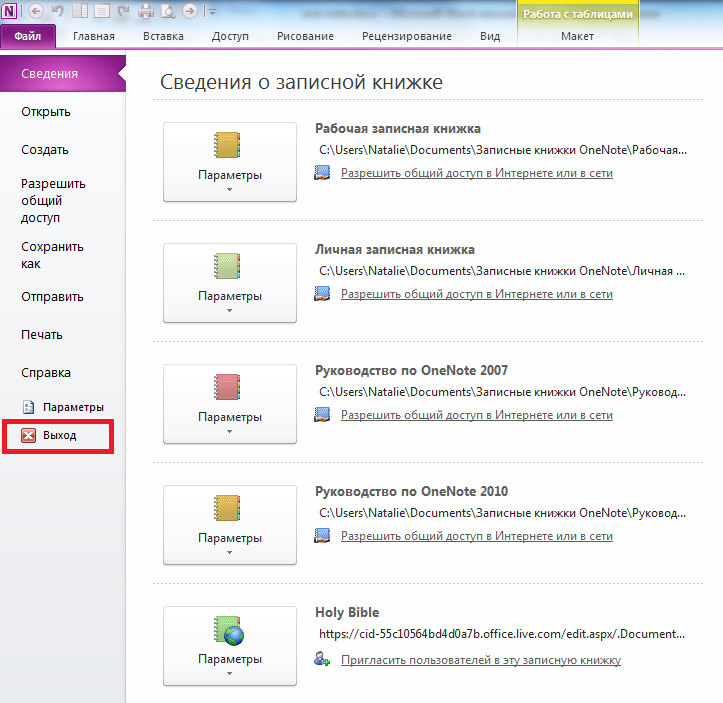 Работа с таблицами
Файл Главная Вставка Доступ Рисование Рецензирование Вид Макет
Сведения
Открыть
Создать
Разрешить
общий
доступ
Сохранить
как
Отправить
Печать
Справка
Параметры
Выход
Сведения о записной книжке
Параметры
Рабочая записная книжка
C:\Users\Natalie\Documents\Записные книжки OneNote\Рабочая...
Разрешить общий доступ в Интернете или в сети
Параметры
Личная записная книжка
C:\Users\Natalie\Documents\Записные книжки OneNote\Личная ...
Разрешить общий доступ в Интернете или в сети
Параметры
Руководство по OneNote 2007
C:\Users\Natalie\Documents\Записные книжки OneNote\Руковод...
Разрешить общий доступ в Интернете или в сети
Параметры
Руководство по OneNote 2010
C:\Users\Natalie\Documents\Записные книжки OneNote\Руковод...
Разрешить общий доступ в Интернете или в сети
Параметры
Holy Bible
https://cid-55c10564bd4d0a7b.office.live.com/edit.aspx/.Document...
Пригласить пользователей в эту записную книжку